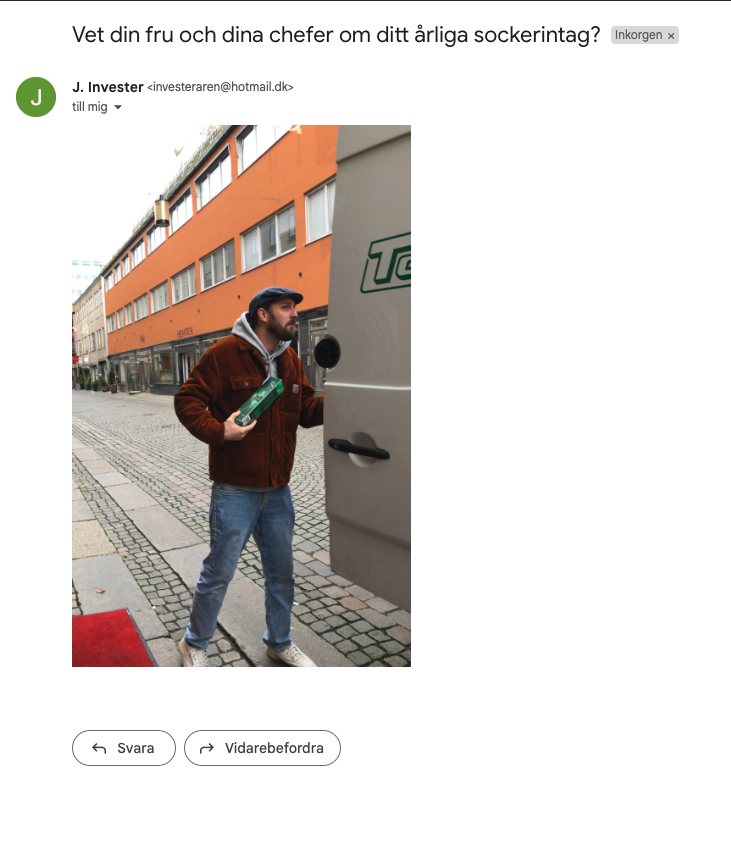 Vet din fru och dina chefer om ditt årliga sockerintag?
Inkorgen ×
J
J. Invester <investeraren@hotmail.dk>
till mig
Svara
Vidarebefordra